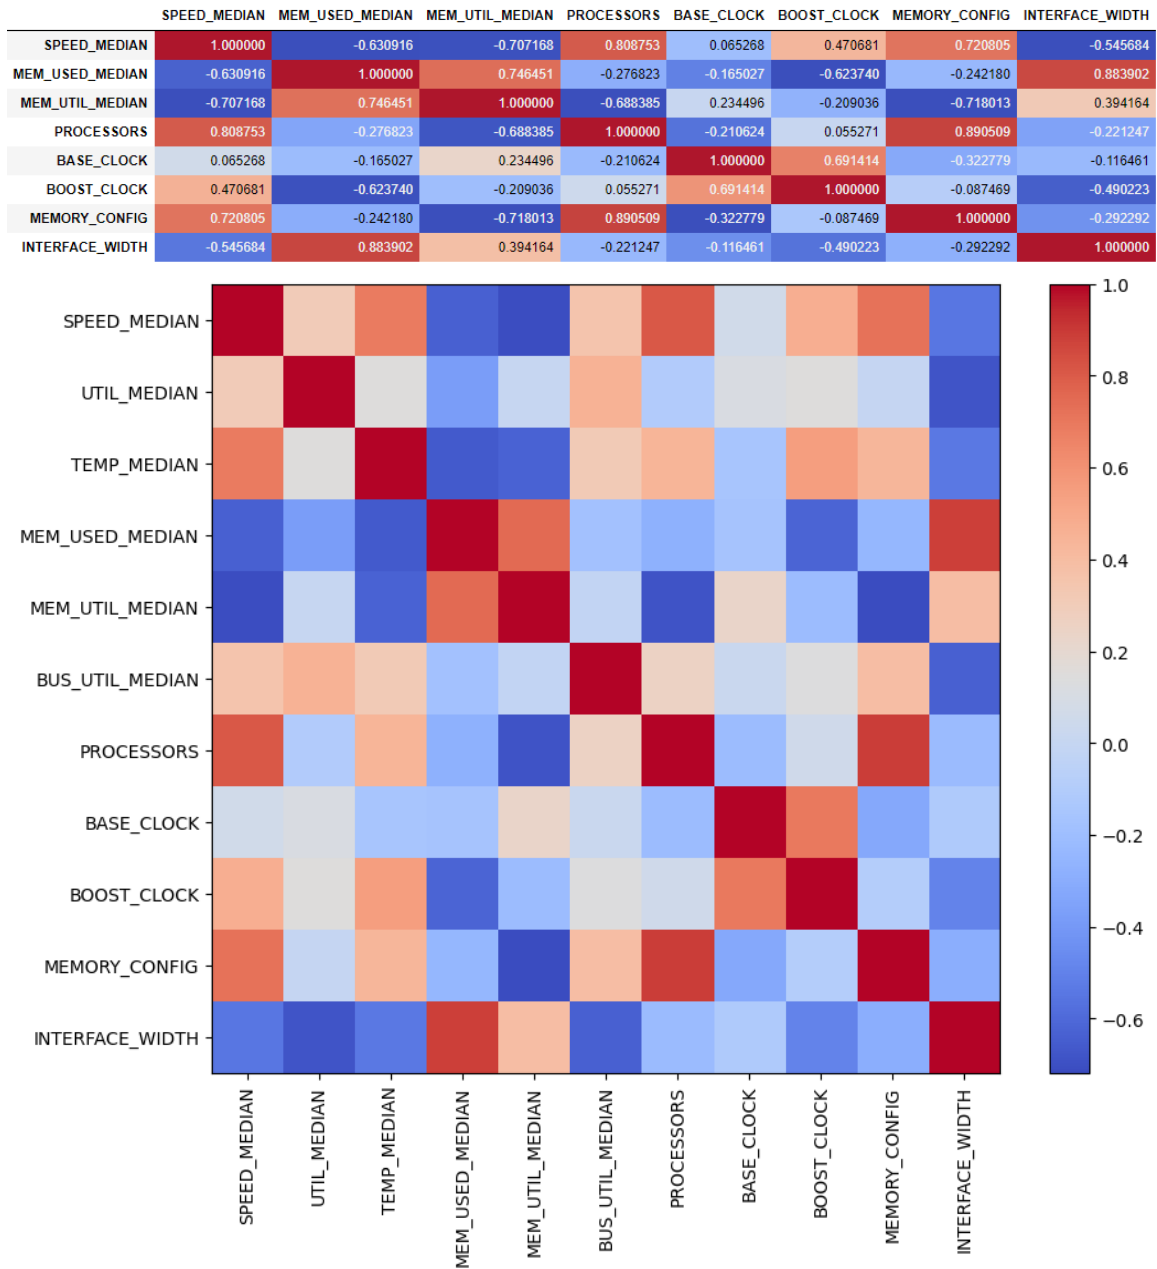 SPEED_MEDIAN MEM_USED_MEDIAN MEM_UTIL_MEDIAN PROCESSORS BASE_CLOCK BOOST_CLOCK MEMORY_CONFIG INTERFACE_WIDTH
SPEED_MEDIAN 1.000000 -0.630916 -0.707168 0.808753 0.065268 0.470681 0.720805 -0.545684
MEM_USED_MEDIAN -0.630916 1.000000 0.746451 -0.276823 -0.165027 -0.623740 -0.242180 0.883902
MEM_UTIL_MEDIAN -0.707168 0.746451 1.000000 -0.688385 0.234496 -0.209036 -0.718013 0.394164
PROCESSORS 0.808753 -0.276823 -0.688385 1.000000 -0.210624 0.055271 0.890509 -0.221247
BASE_CLOCK 0.065268 -0.165027 0.234496 -0.210624 1.000000 0.691414 -0.322779 -0.116461
BOOST_CLOCK 0.470681 -0.623740 -0.209036 0.055271 0.691414 1.000000 -0.087469 -0.490223
MEMORY_CONFIG 0.720805 -0.242180 -0.718013 0.890509 -0.322779 -0.087469 1.000000 -0.292292
INTERFACE_WIDTH -0.545684 0.883902 0.394164 -0.221247 -0.116461 -0.490223 -0.292292 1.000000
SPEED_MEDIAN
UTIL_MEDIAN
TEMP_MEDIAN
MEM_USED_MEDIAN
MEM_UTIL_MEDIAN
BUS_UTIL_MEDIAN
PROCESSORS
BASE_CLOCK
BOOST_CLOCK
MEMORY_CONFIG
INTERFACE_WIDTH
SPEED_MEDIAN
UTIL_MEDIAN
TEMP_MEDIAN
MEM_USED_MEDIAN
MEM_UTIL_MEDIAN
BUS_UTIL_MEDIAN
PROCESSORS
BASE_CLOCK
BOOST_CLOCK
MEMORY_CONFIG
INTERFACE_WIDTH
1.0
0.8
0.6
0.4
0.2
0.0
−0.2
−0.4
−0.6